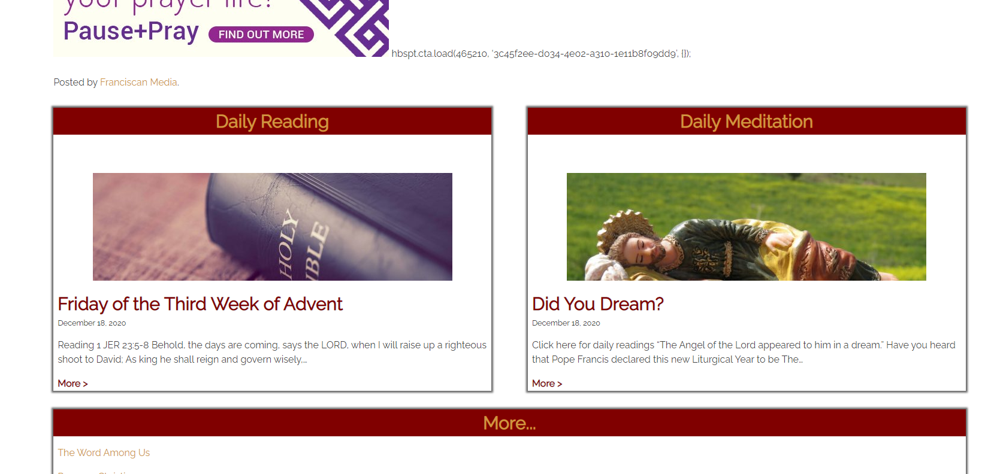 your prayer life?
Pause+Pray FIND OUT MORE
hbspt.cta.load(465210, ‘3c45f2ee-d034-4e02-a310-1e11b8f09dd9’, {});
Posted by Franciscan Media.
Daily Reading
HOLY
IBLE
Friday of the Third Week of Advent
December 18, 2020
Reading 1 JER 23:5-8 Behold, the days are coming, says the LORD, when I will raise up a righteous
shoot to David; As king he shall reign and govern wisely,…
More >
Daily Meditation
Did You Dream?
December 18, 2020
Click here for daily readings “The Angel of the Lord appeared to him in a dream.” Have you heard
that Pope Francis declared this new Liturgical Year to be The…
More >
More...
The Word Among Us